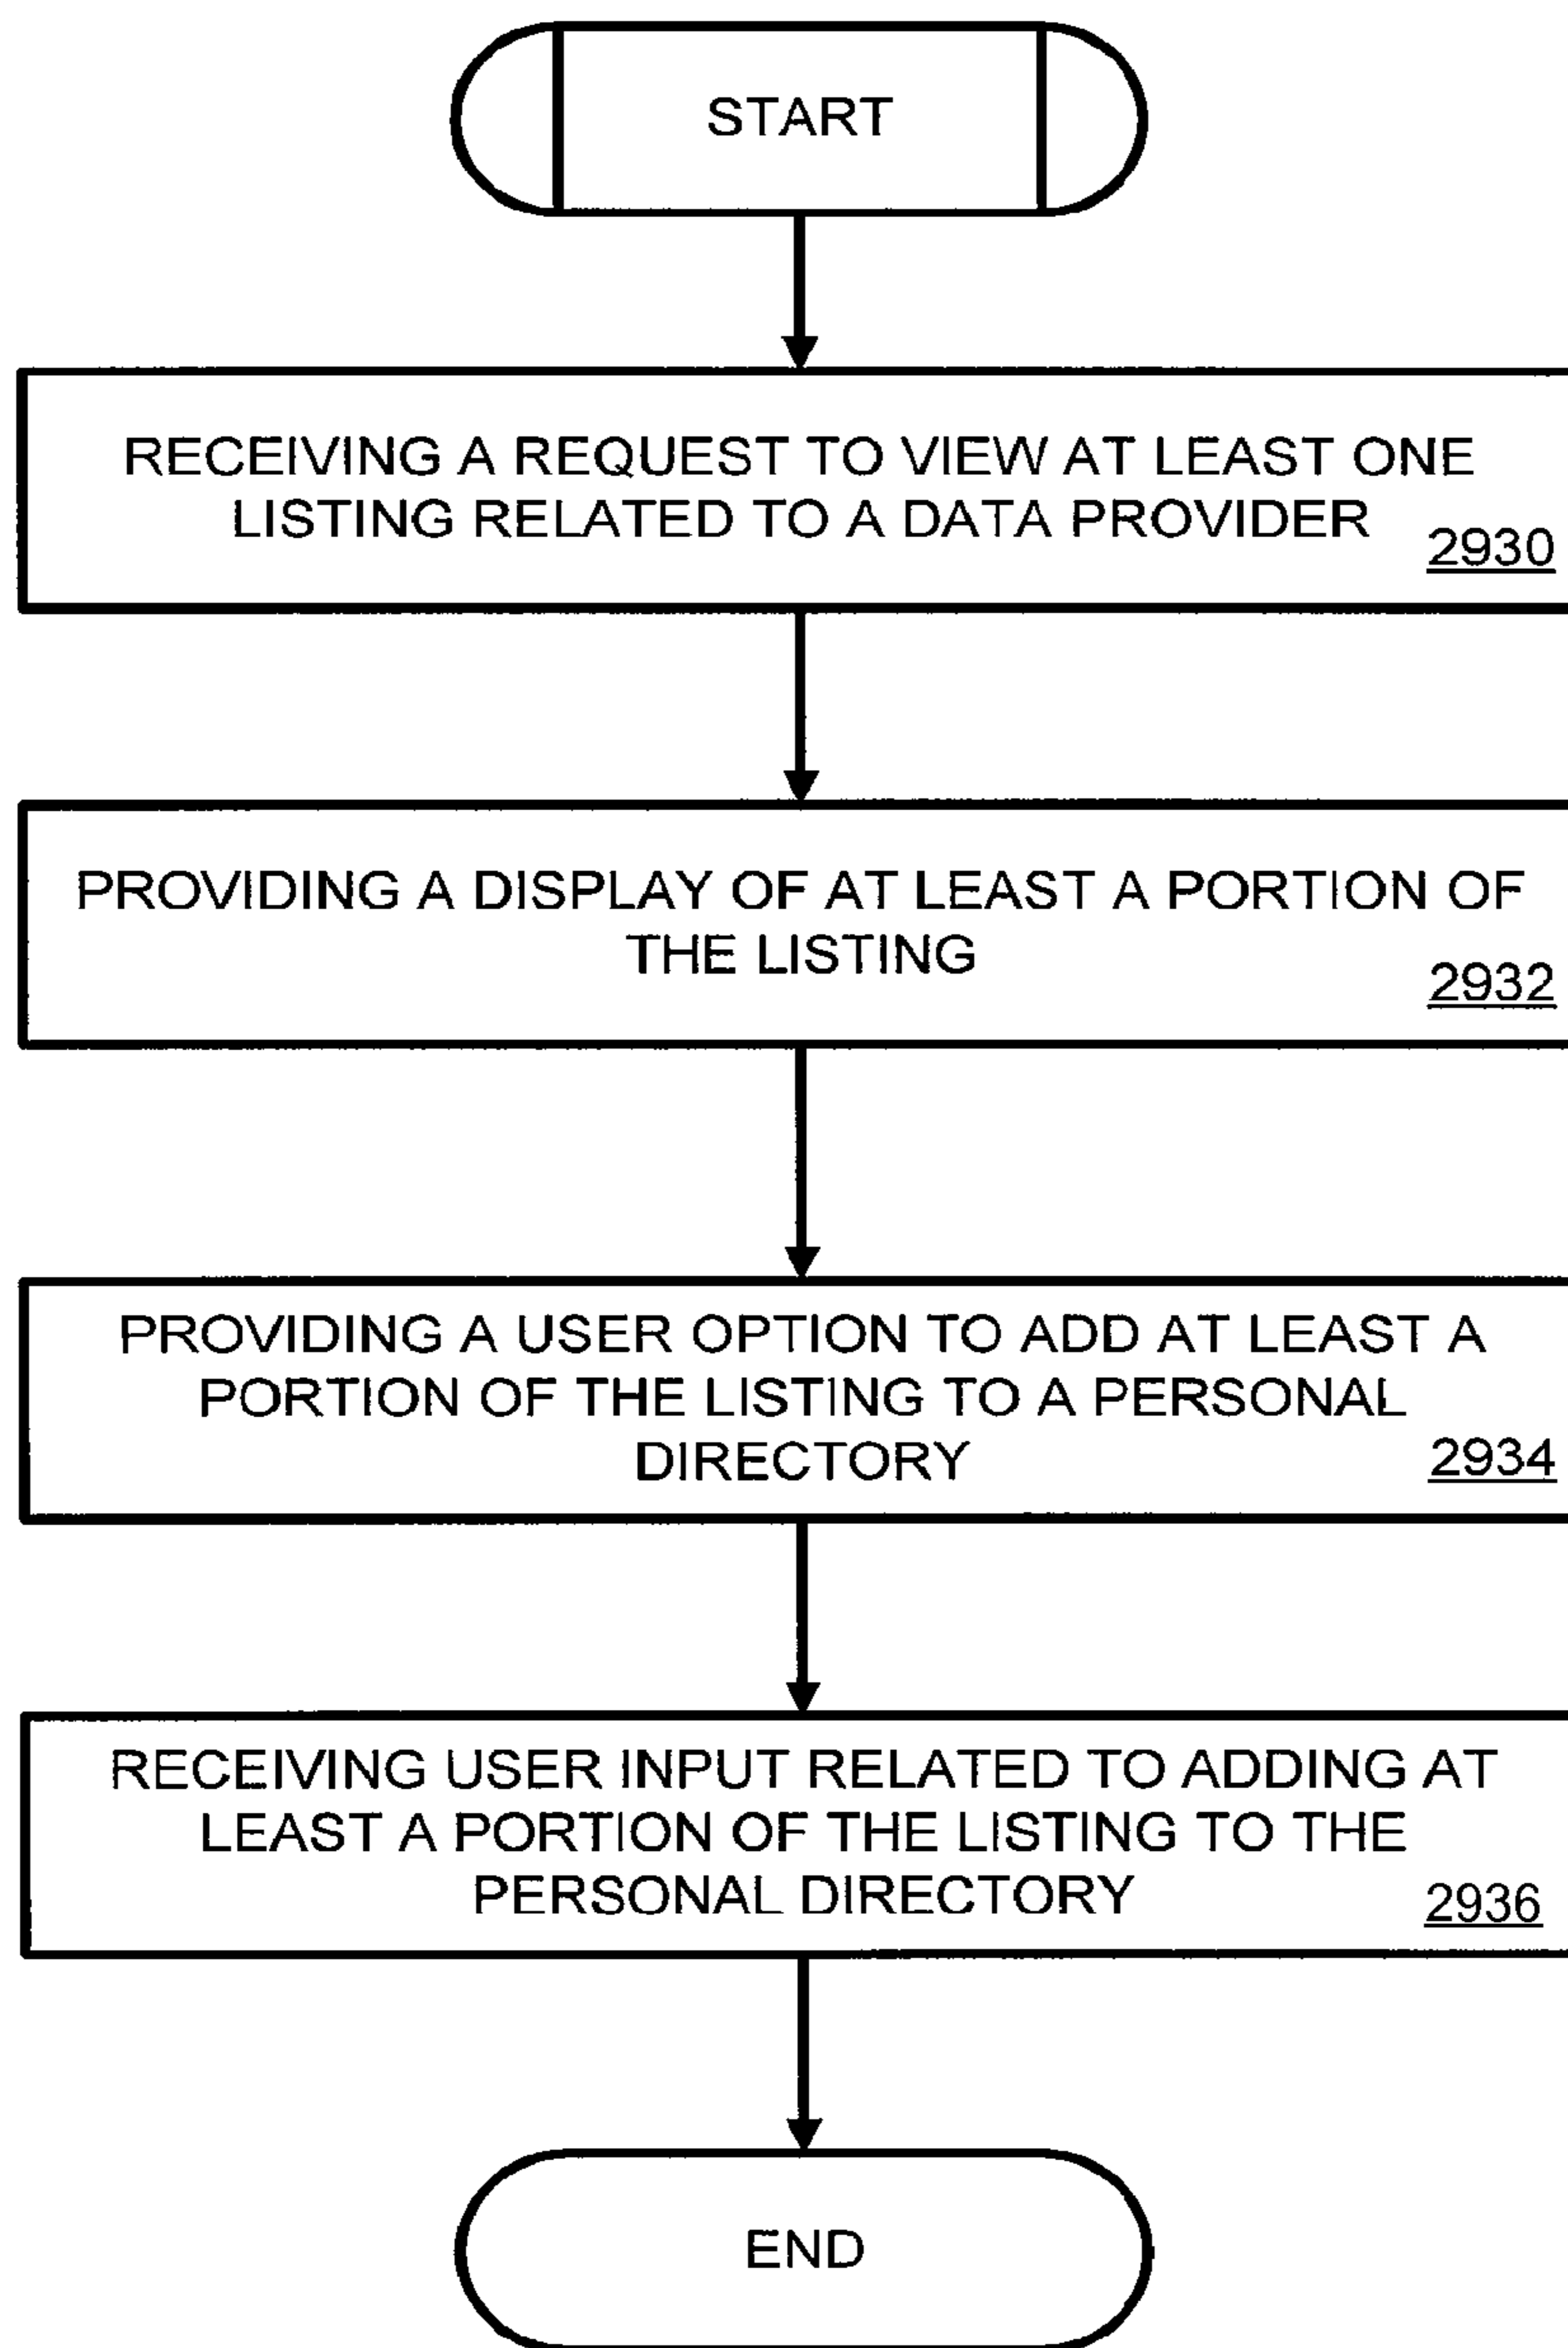 START
RECEIVING A REQUEST TO VIEW AT LEAST ONE
LISTING RELATED TO A DATA PROVIDER
2930
PROVIDING A DISPLAY OF AT LEAST A PORTION OF
THE LISTING
2932
PROVIDING A USER OPTION TO ADD AT LEAST A
PORTION OF THE LISTING TO A PERSONAL
DIRECTORY
2934
RECEIVING USER INPUT RELATED TO ADDING AT
LEAST A PORTION OF THE LISTING TO THE
PERSONAL DIRECTORY
2936
END